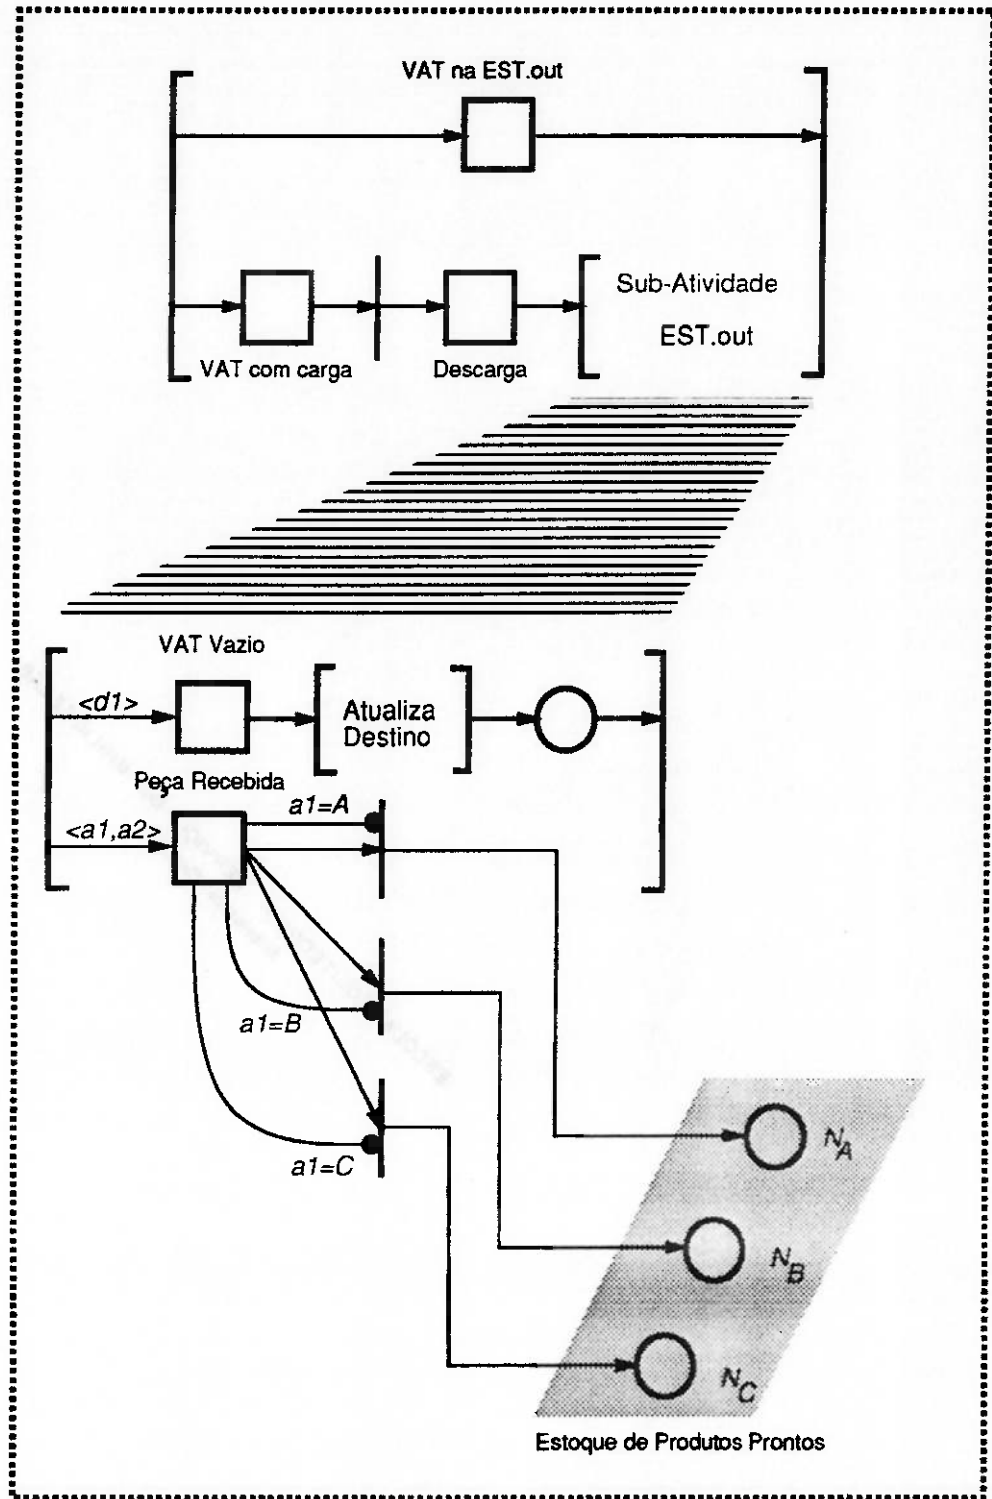 VAT na EST.out
Sub-Atividade
EST.out
VAT com carga
Descarga
VAT Vazio
<d1>
Atualiza
Destino
Peça Recebida
a1=A
<a1,a2>
a1=B
a1=C
N_A
N_B
N_C
Estoque de Produtos Prontos